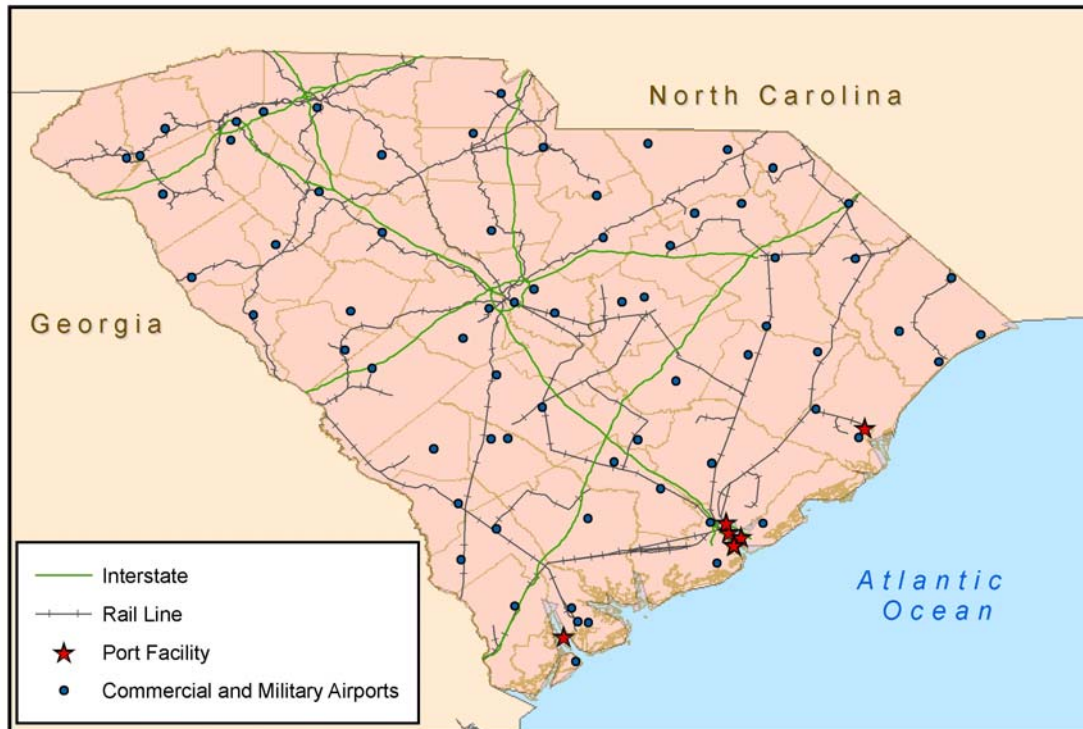 North Carolina
Georgia
Atlantic
Ocean
Interstate
Rail Line
Port Facility
Commercial and Military Airports